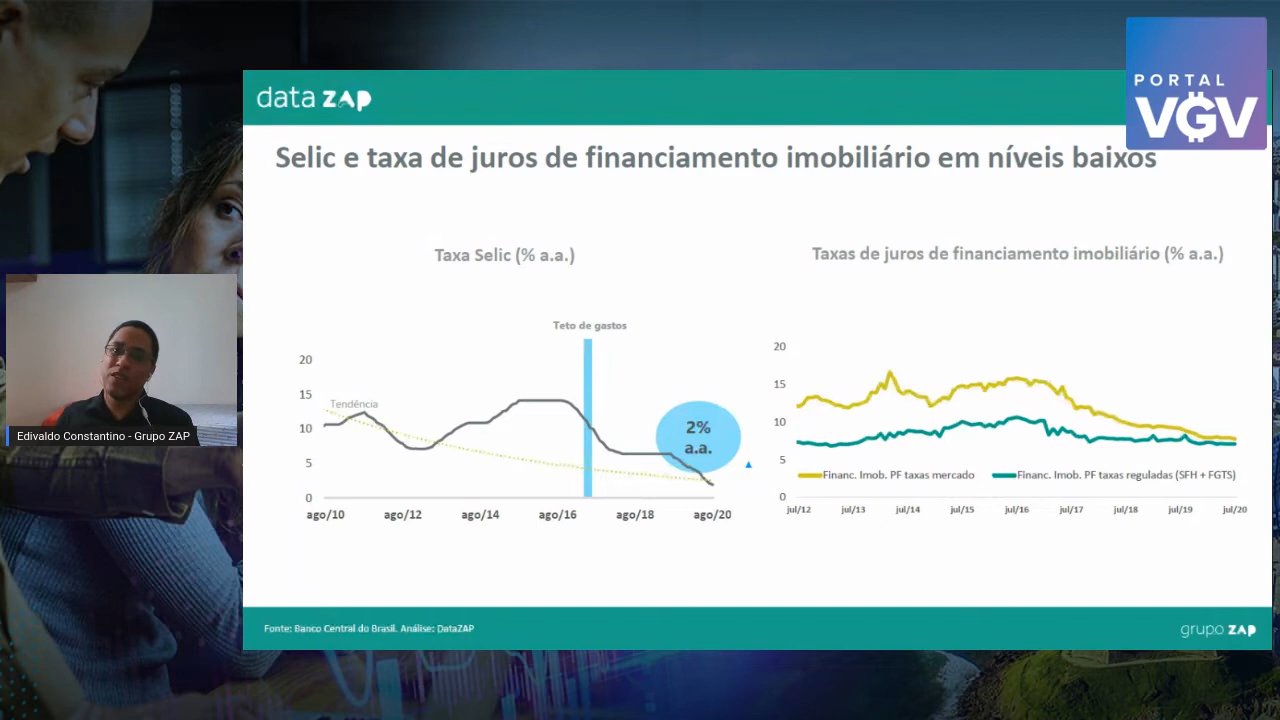 PORTAL
VGV
data ZAP
Selic e taxa de juros de financiamento imobiliário em níveis baixos
Taxa Selic (% a.a.)
Teto de gastos
20
15
10
5
0
Tendência
2%
a.a.
ago/10 ago/12 ago/14 ago/16 ago/18 ago/20
Taxas de juros de financiamento imobiliário (% a.a.)
20
15
10
5
0
Financ. Imob. PF taxas mercado
Financ. Imob. PF taxas reguladas (SFH + FGTS)
jul/12 jul/13 jul/14 jul/15 jul/16 jul/17 jul/18 jul/19 jul/20
Edivaldo Constantino - Grupo ZAP
Fonte: Banco Central do Brasil. Análise: DataZAP
grupo ZAP